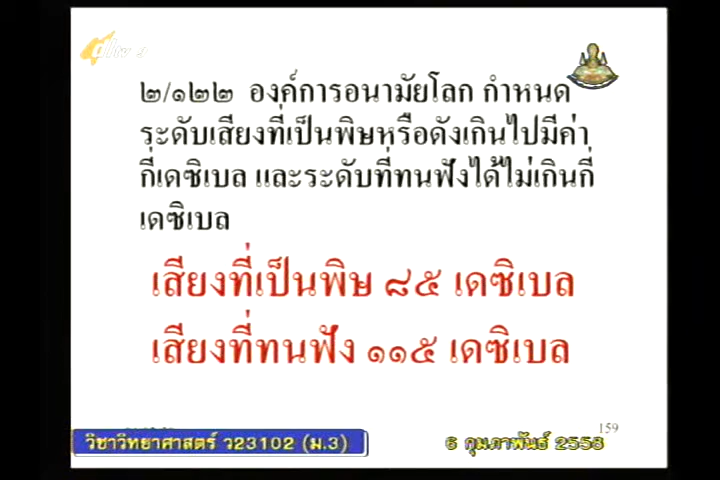 ๒/๑๒๒ องค์การอนามัยโลก กำหนด
ระดับเสียงที่เป็นพิษหรือดังเกินไปมีค่า
กี่เดซิเบล และระดับที่ทนฟังได้ไม่เกินกี่
เดซิเบล
เสียงที่เป็นพิษ ๘๕ เดซิเบล
เสียงที่ทนฟัง ๑๑๕ เดซิเบล
159
วิชาวิทยาศาสตร์ ว23102 (ม.3)
6 กุมภาพันธ์ 2553